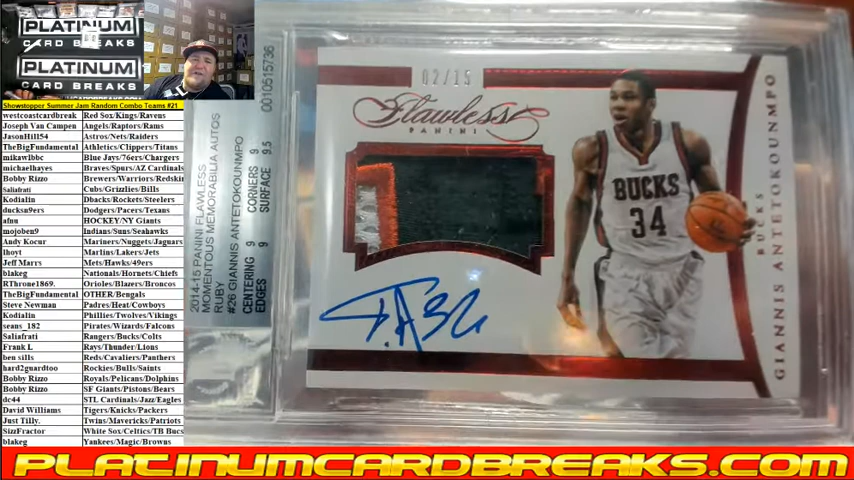 PLATINUM
CARD BREAKS
PLATINUM
CARD BREAKS
Showstopper Summer Jam Random Combo Teams #21
westcoastcardbreak Red Sox/Kings/Ravens
Joseph Van Campen Angels/Raptors/Rams
JasonHill54 Astros/Nets/Raiders
TheBigFundamental Athletics/Clippers/Titans
mikawlbbc Blue Jays/76ers/Chargers
michaelhayes Braves/Spurs/AZ Cardinals
Bobby Rizzo Brewers/Warriors/Redski
Saliafrati Cubs/Grizzlies/Bills
Kodialin Dbacks/Rockets/Steelers
ducksn9ers Dodgers/Pacers/Texans
afnu HOCKEY/NY Giants
mojoben9 Indians/Suns/Seahawks
Andy Kocur Mariners/Nuggets/Jaguars
lhoyt Marlins/Lakers/Jets
Jeff Marrs Mets/Hawks/49ers
blakeg Nationals/Hornets/Chiefs
RThrone1869. Orioles/Blazers/Broncos
TheBigFundamental OTHER/Bengals
Steve Newman Padres/Heat/Cowboys
Kodialin Phillies/Twolves/Vikings
seans_182 Pirates/Wizards/Falcons
Saliafrati Rangers/Bucks/Colts
Frank L Rays/Thunder/Lions
ben sills Reds/Cavaliers/Panthers
hard2guardtoo Rockies/Bulls/Saints
Bobby Rizzo Royals/Pelicans/Dolphins
Bobby Rizzo SF Giants/Pistons/Bears
dc44 STL Cardinals/Jazz/Eagles
David Williams Tigers/Knicks/Packers
Just Tilly. Twins/Mavericks/Patriots
SizzFractor White Sox/Celtics/TB Bucs
blakeg Yankees/Magic/Browns
2014-15 PANINI FLAWLESS
MOMENTOUS MEMORABILIA AUTOS
RUBY
#26 GIANNIS ANTETOKOUNMPO
CENTERING 9 CORNERS 9
EDGES 9 SURFACE 9.5
0010515736
02/15
Flawless
PANINI
BUCKS
34
BUCKS
GIANNIS ANTETOKOUNMPO
PLATINUMCARDBREAKS.COM